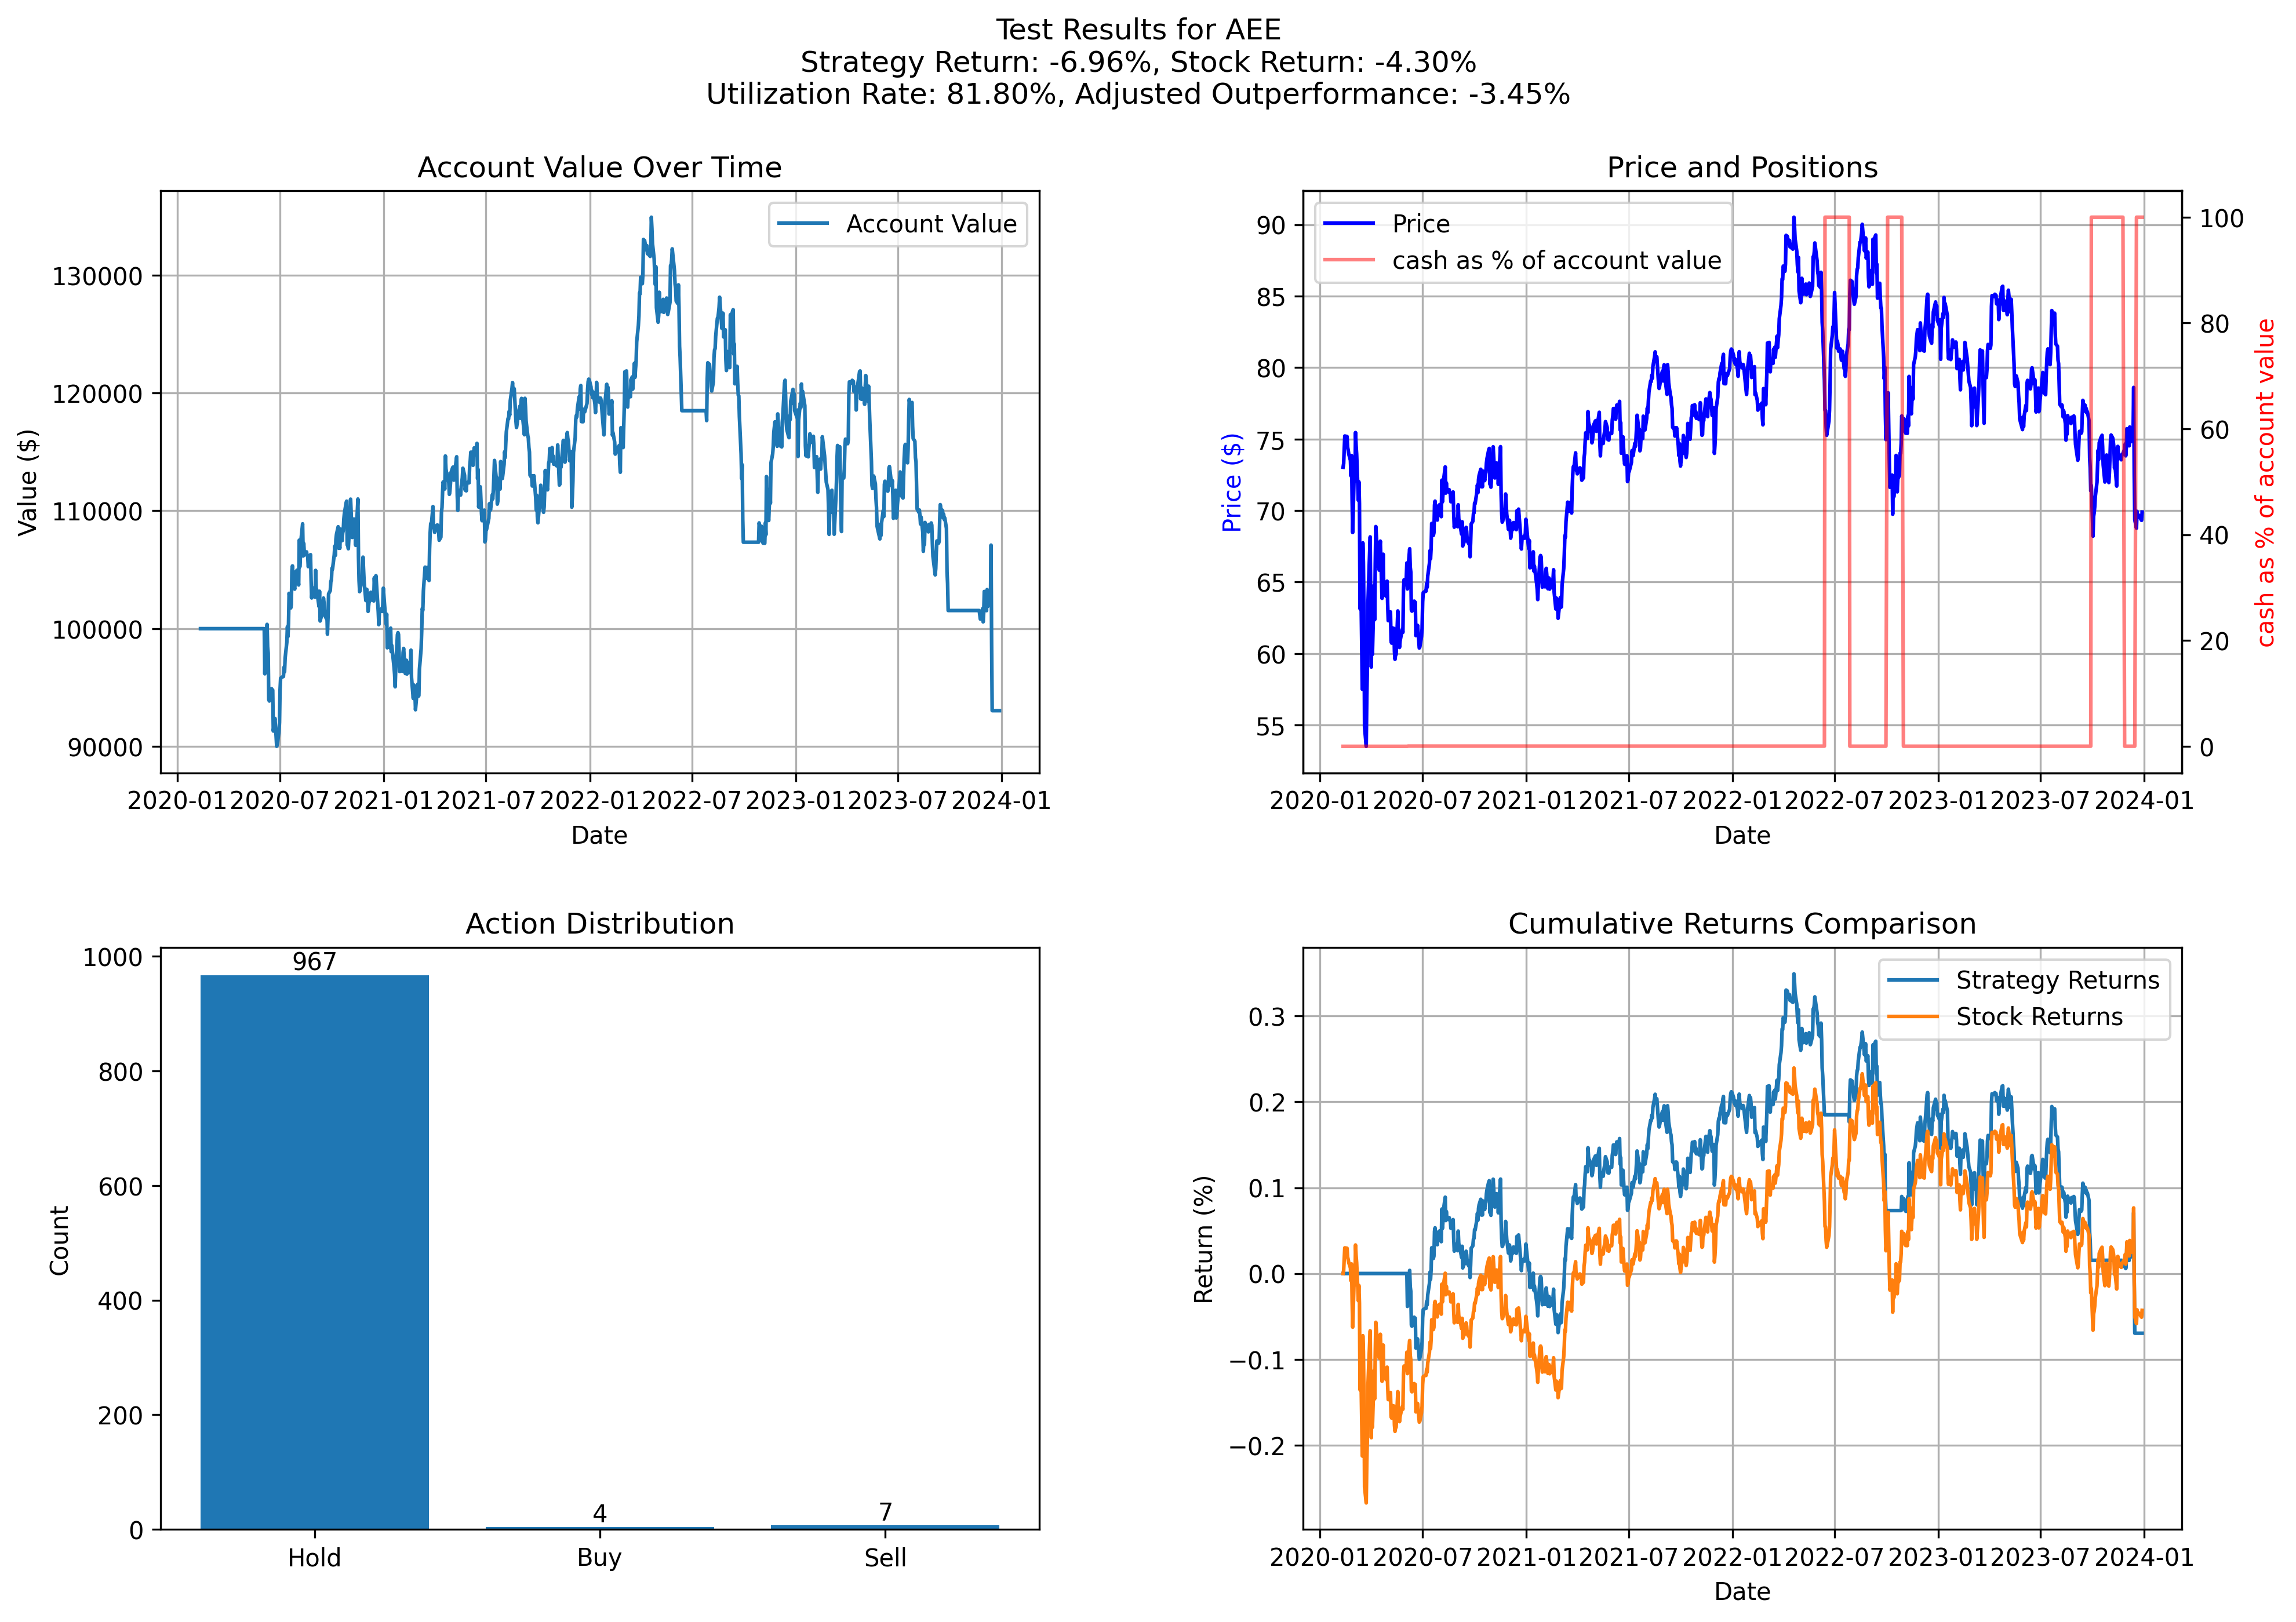 Test Results for AEE
Strategy Return: -6.96%, Stock Return: -4.30%
Utilization Rate: 81.80%, Adjusted Outperformance: -3.45%
Account Value Over Time
Account Value
130000
120000
110000
100000
90000
Value ($)
2020-01 2020-07 2021-01 2021-07 2022-01 2022-07 2023-01 2023-07 2024-01
Date
Price and Positions
Price
cash as % of account value
90
85
80
75
70
65
60
55
Price ($)
100
80
60
40
20
0
cash as % of account value
2020-01 2020-07 2021-01 2021-07 2022-01 2022-07 2023-01 2023-07 2024-01
Date
Action Distribution
1000
800
600
400
200
0
Count
967
4
7
Hold Buy Sell
Cumulative Returns Comparison
Strategy Returns
Stock Returns
0.3
0.2
0.1
0.0
−0.1
−0.2
Return (%)
2020-01 2020-07 2021-01 2021-07 2022-01 2022-07 2023-01 2023-07 2024-01
Date